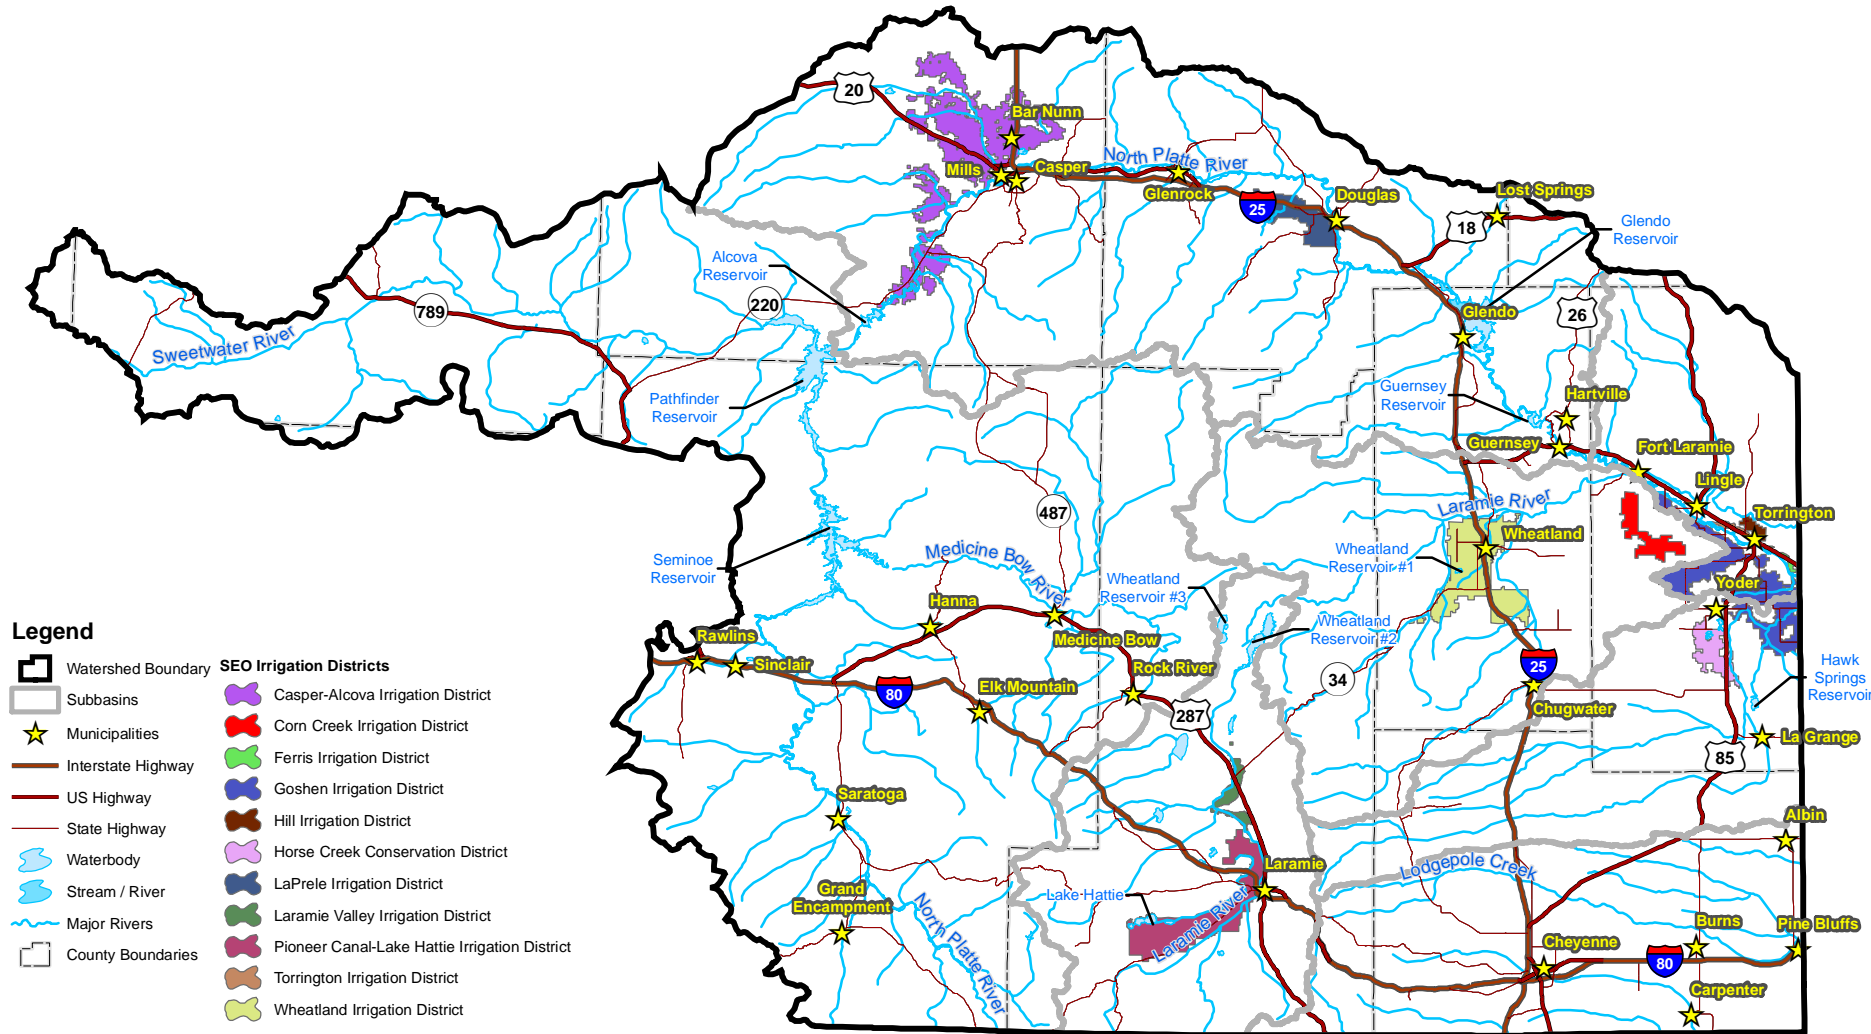 20
Bar Nunn
Mills
Casper
North Platte River
Glenrock
25
Douglas
Lost Springs
18
Glendo
Reservoir
Alcova
Reservoir
220
789
Sweetwater River
Glendo
26
Pathfinder
Reservoir
Guernsey
Reservoir
Hartville
Guernsey
Fort Laramie
Lingle
Torrington
487
Laramie River
Wheatland
Wheatland
Reservoir #1
Seminoe
Reservoir
Medicine Bow River
Wheatland
Reservoir #3
Wheatland
Reservoir #2
Yoder
Hanna
Medicine Bow
Rawlins
Sinclair
Rock River
Elk Mountain
80
34
25
Chugwater
Hawk
Springs
Reservoir
287
La Grange
85
Saratoga
Albin
Laramie
Lodgepole Creek
Grand
Encampment
Lake Hattie
Laramie River
North Platte River
Burns
Pine Bluffs
Cheyenne
80
Carpenter
Legend
Watershed Boundary
Subbasins
Municipalities
Interstate Highway
US Highway
State Highway
Waterbody
Stream / River
Major Rivers
County Boundaries
SEO Irrigation Districts
Casper-Alcova Irrigation District
Corn Creek Irrigation District
Ferris Irrigation District
Goshen Irrigation District
Hill Irrigation District
Horse Creek Conservation District
LaPrele Irrigation District
Laramie Valley Irrigation District
Pioneer Canal-Lake Hattie Irrigation District
Torrington Irrigation District
Wheatland Irrigation District